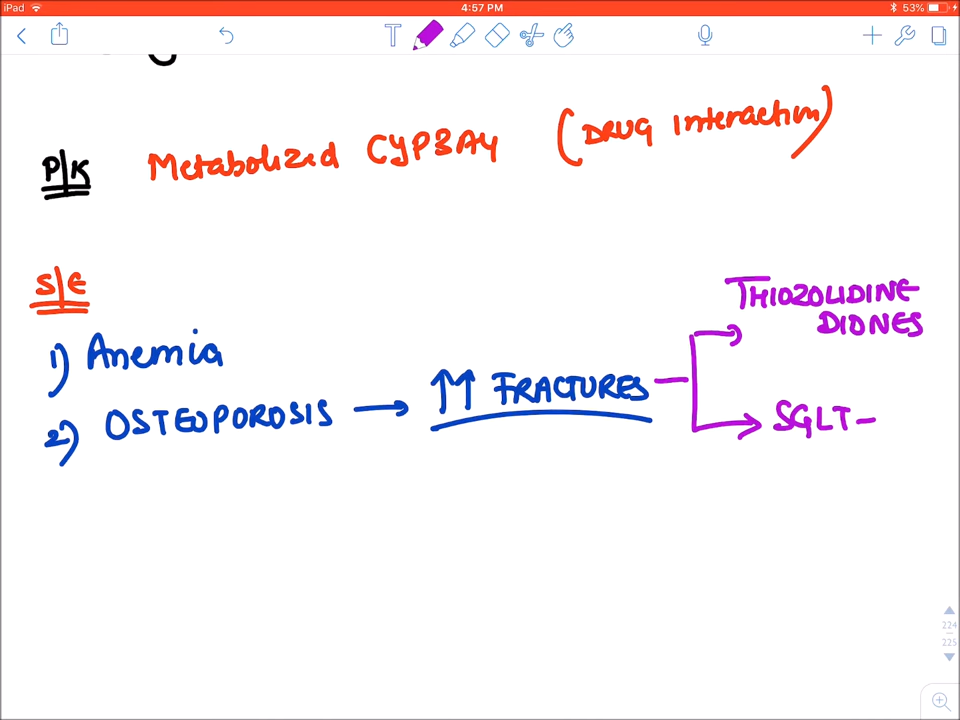 iPad 4:57 PM 53%
T
P|K Metabolized CYP3A4 (DRUG Interaction)
S|E
THIOZOLIDINE
DIONES
1) Anemia
2) OSTEOPOROSIS → ↑↑ FRACTURES
SGLT-
224
225